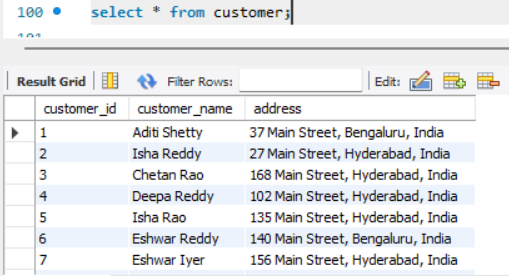 100 select * from customer;
101
Result Grid Filter Rows: Edit:
customer_id customer_name address
1 Aditi Shetty 37 Main Street, Bengaluru, India
2 Isha Reddy 27 Main Street, Hyderabad, India
3 Chetan Rao 168 Main Street, Hyderabad, India
4 Deepa Reddy 102 Main Street, Hyderabad, India
5 Isha Rao 135 Main Street, Hyderabad, India
6 Eshwar Reddy 140 Main Street, Bengaluru, India
7 Eshwar Iyer 156 Main Street, Hyderabad, India